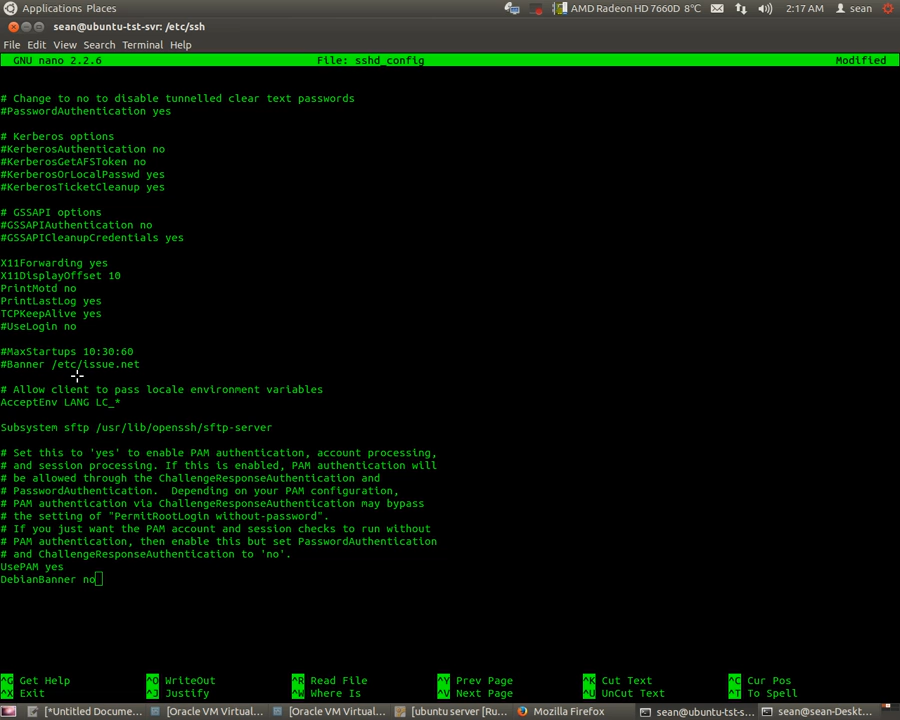 Applications Places
AMD Radeon HD 7660D 8°C
2:17 AM
sean
sean@ubuntu-tst-svr: /etc/ssh
File Edit View Search Terminal Help
GNU nano 2.2.6 File: sshd_config Modified
# Change to no to disable tunnelled clear text passwords
#PasswordAuthentication yes
# Kerberos options
#KerberosAuthentication no
#KerberosGetAFSToken no
#KerberosOrLocalPasswd yes
#KerberosTicketCleanup yes
# GSSAPI options
#GSSAPIAuthentication no
#GSSAPICleanupCredentials yes
X11Forwarding yes
X11DisplayOffset 10
PrintMotd no
PrintLastLog yes
TCPKeepAlive yes
#UseLogin no
#MaxStartups 10:30:60
#Banner /etc/issue.net
# Allow client to pass locale environment variables
AcceptEnv LANG LC_*
Subsystem sftp /usr/lib/openssh/sftp-server
# Set this to 'yes' to enable PAM authentication, account processing,
# and session processing. If this is enabled, PAM authentication will
# be allowed through the ChallengeResponseAuthentication and
# PasswordAuthentication.  Depending on your PAM configuration,
# PAM authentication via ChallengeResponseAuthentication may bypass
# the setting of "PermitRootLogin without-password".
# If you just want the PAM account and session checks to run without
# PAM authentication, then enable this but set PasswordAuthentication
# and ChallengeResponseAuthentication to 'no'.
UsePAM yes
DebianBanner no
^G Get Help ^O WriteOut ^R Read File ^Y Prev Page ^K Cut Text ^C Cur Pos
^X Exit ^J Justify ^W Where Is ^V Next Page ^U UnCut Text ^T To Spell
[*Untitled Docume... [Oracle VM Virtual... [Oracle VM Virtual... [ubuntu server [Ru... Mozilla Firefox sean@ubuntu-tst-s... sean@sean-Deskt...